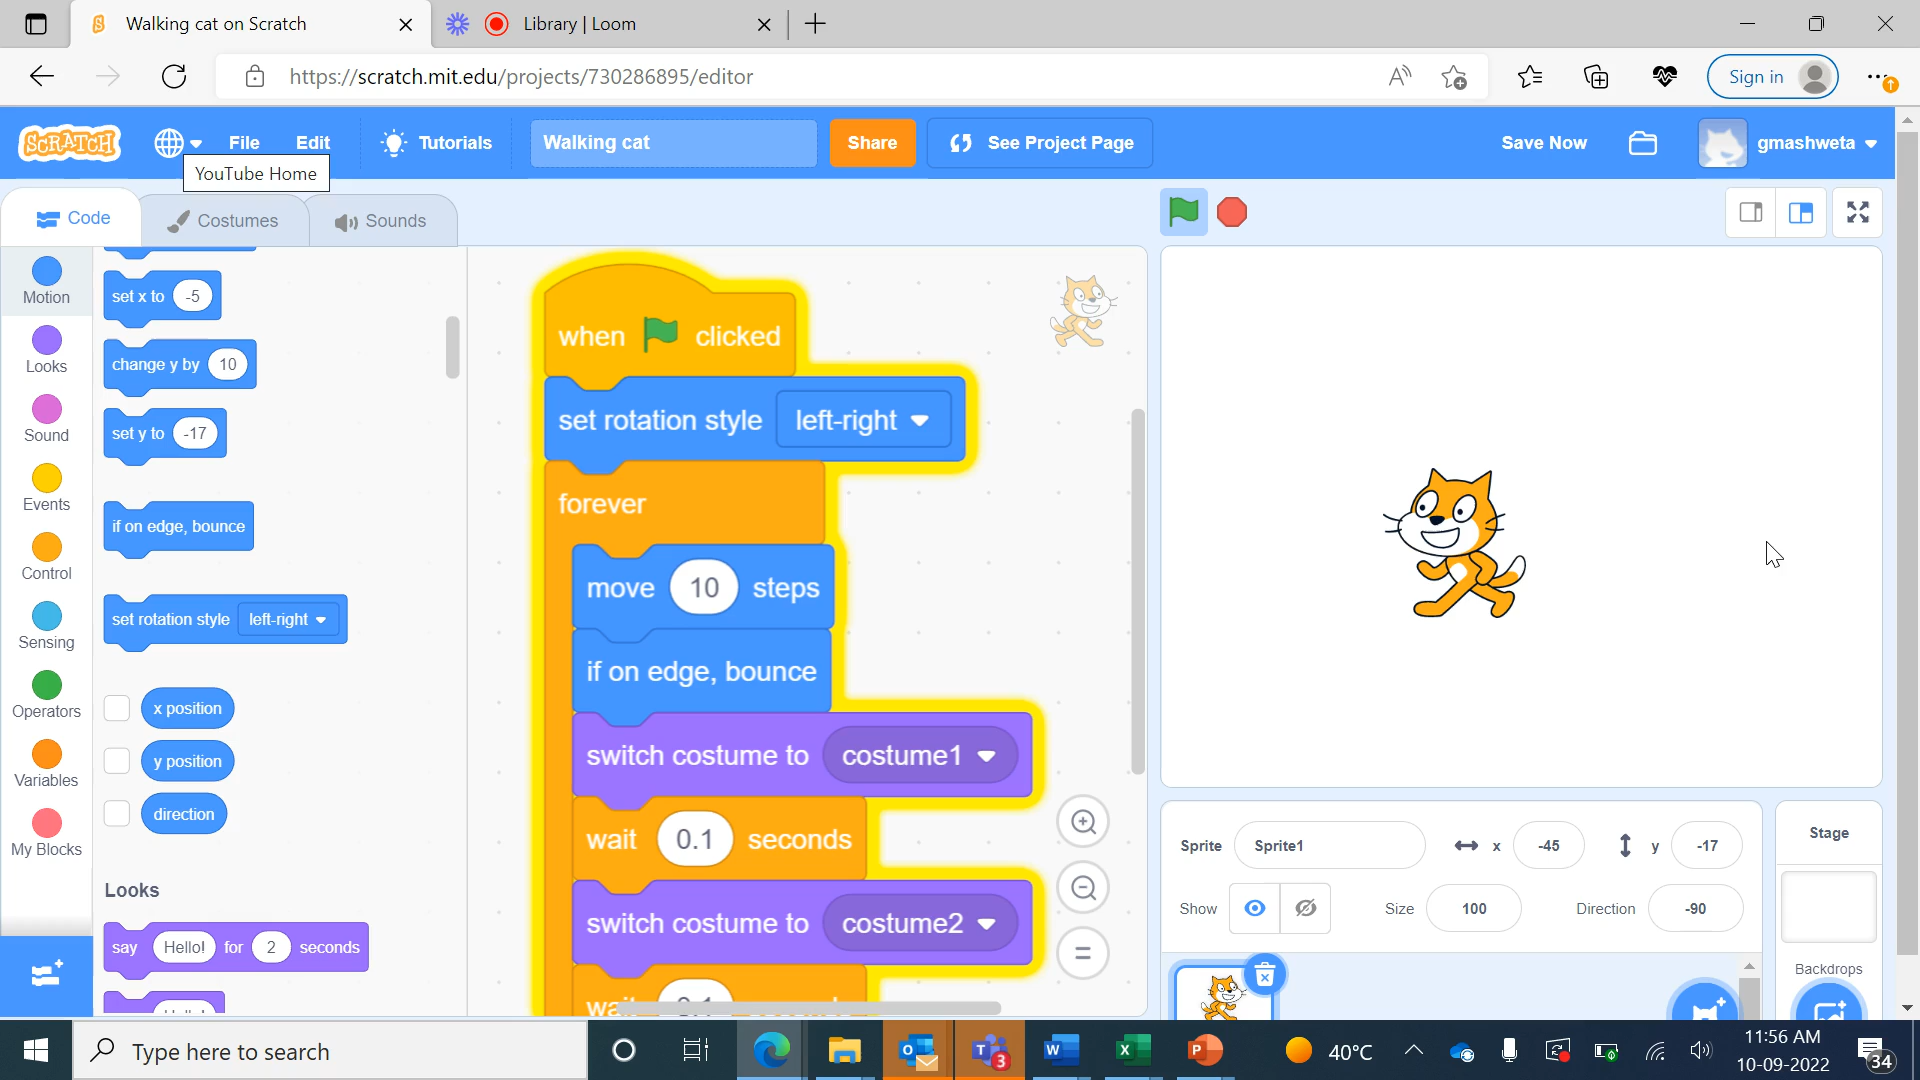 Walking cat on Scratch
Library | Loom
https://scratch.mit.edu/projects/730286895/editor
Sign in
SCRATCH
File
Edit
Tutorials
Walking cat
Share
See Project Page
Save Now
gmashweta
YouTube Home
Code
Costumes
Sounds
Motion
Looks
Sound
Events
Control
Sensing
Operators
Variables
My Blocks
set x to -5
change y by 10
set y to -17
if on edge, bounce
set rotation style left-right
x position
y position
direction
Looks
say Hello! for 2 seconds
when clicked
set rotation style left-right
forever
move 10 steps
if on edge, bounce
switch costume to costume1
wait 0.1 seconds
switch costume to costume2
wait 0.1
Sprite Sprite1 x -45 y -17
Show Size 100 Direction -90
Stage
Backdrops
Type here to search
3
40°C
11:56 AM
10-09-2022
34